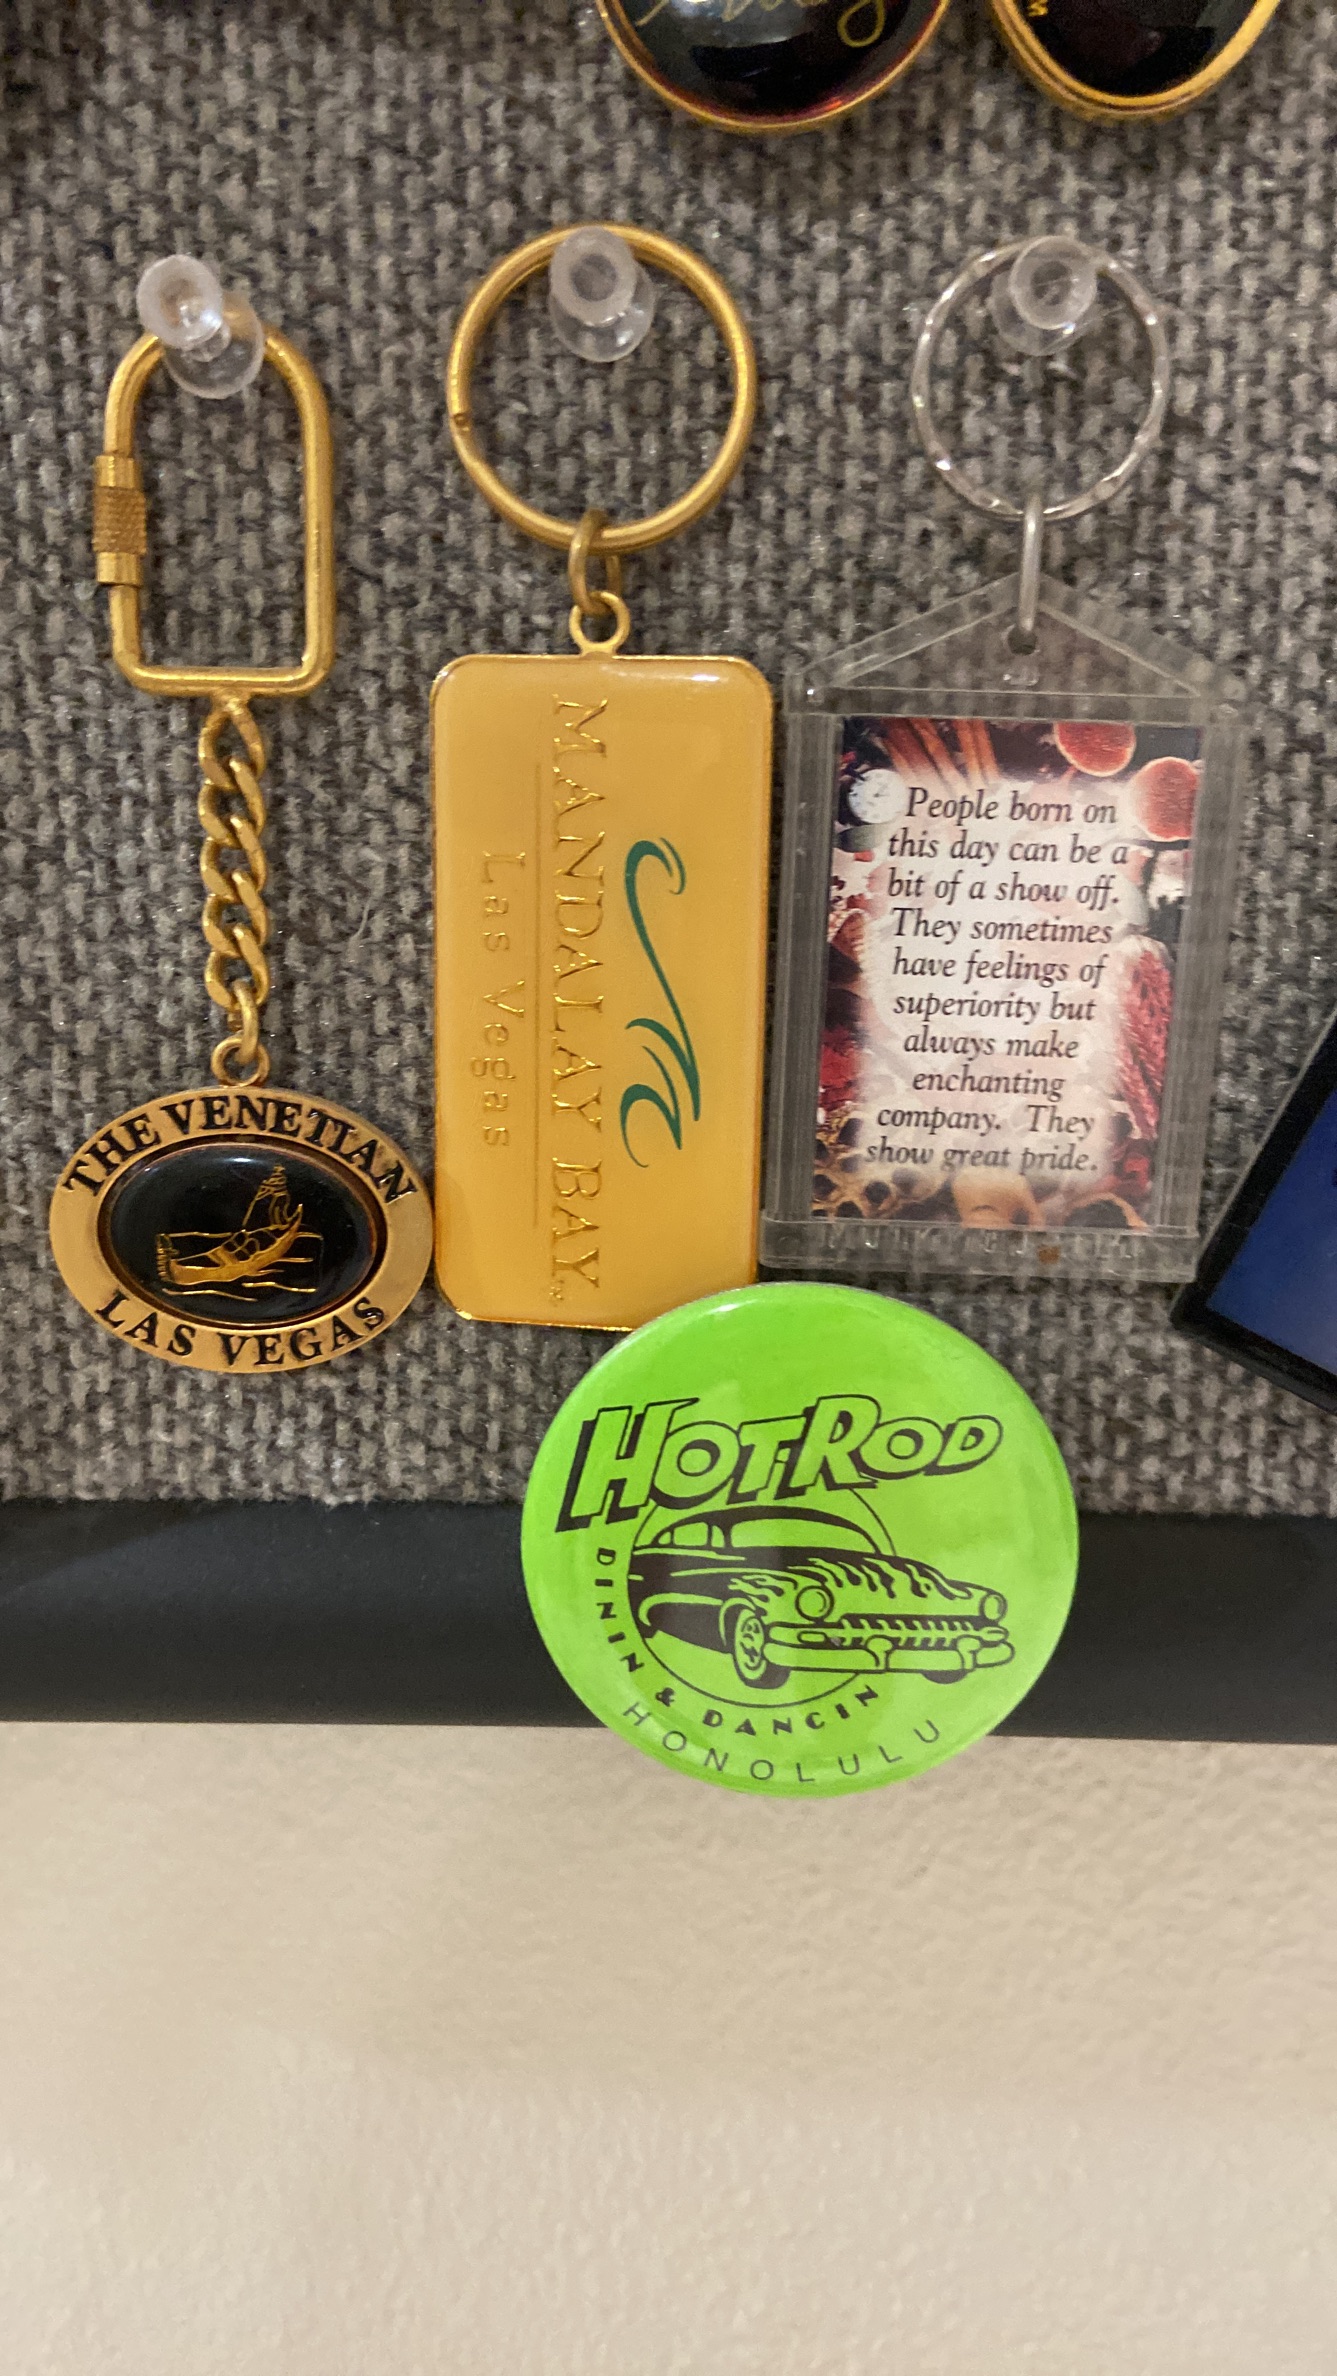 THE VENETIAN
LAS VEGAS
MANDALAY BAY
Las Vegas
People born on
this day can be a
bit of a show off.
They sometimes
have feelings of
superiority but
always make
enchanting
company. They
show great pride.
HOT ROD
DININ & DANCIN
HONOLULU